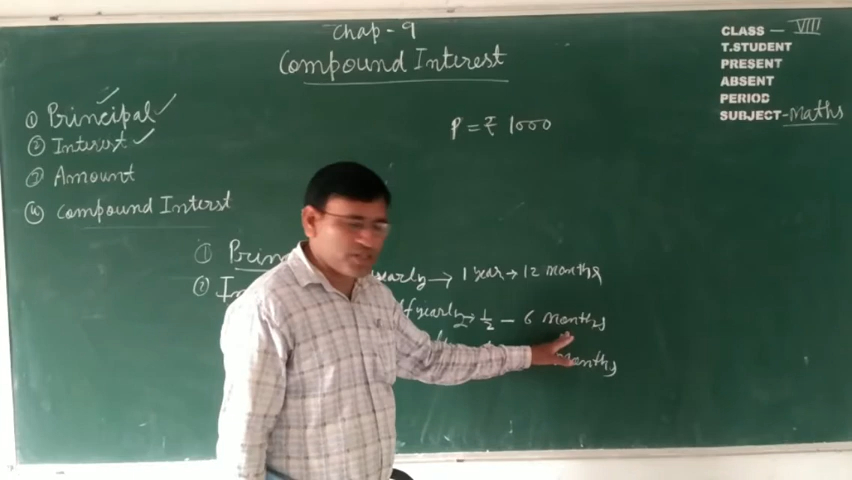 Chap - 9
Compound Interest
CLASS - VIII
T.STUDENT
PRESENT
ABSENT
PERIOD
SUBJECT - Maths
① Principal ✓
② Interest ✓
③ Amount
④ Compound Interst
P = ₹ 1000
①
yearly → 1 year → 12 months
②
yearly → 1/2 - 6 months
months